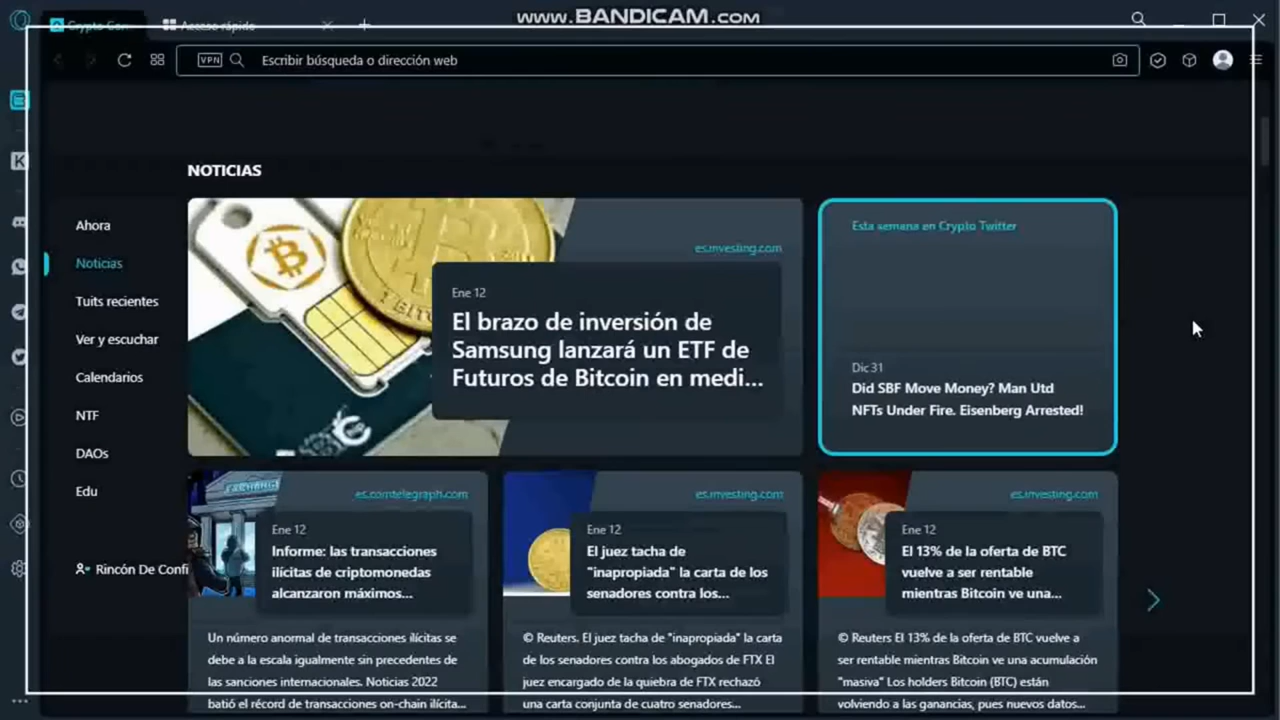 www.BANDICAM.com
Crypto Com
Acceso rápido
VPN
Escribir búsqueda o dirección web
NOTICIAS
Ahora
Noticias
Tuits recientes
Ver y escuchar
Calendarios
NTF
DAOs
Edu
Rincón De Confi
es.investing.com
Ene 12
El brazo de inversión de
Samsung lanzará un ETF de
Futuros de Bitcoin en medi...
Esta semana en Crypto Twitter
Dic 31
Did SBF Move Money? Man Utd
NFTs Under Fire. Eisenberg Arrested!
EXCHANGE
es.cointelegraph.com
Ene 12
Informe: las transacciones
ilícitas de criptomonedas
alcanzaron máximos...
Un número anormal de transacciones ilícitas se
debe a la escala igualmente sin precedentes de
las sanciones internacionales. Noticias 2022
batió el récord de transacciones on-chain ilícita...
es.investing.com
Ene 12
El juez tacha de
"inapropiada" la carta de los
senadores contra los...
© Reuters. El juez tacha de "inapropiada" la carta
de los senadores contra los abogados de FTX El
juez encargado de la quiebra de FTX rechazó
una carta conjunta de cuatro senadores...
es.investing.com
Ene 12
El 13% de la oferta de BTC
vuelve a ser rentable
mientras Bitcoin ve una...
© Reuters El 13% de la oferta de BTC vuelve a
ser rentable mientras Bitcoin ve una acumulación
"masiva" Los holders Bitcoin (BTC) están
volviendo a las ganancias, pues nuevos datos...